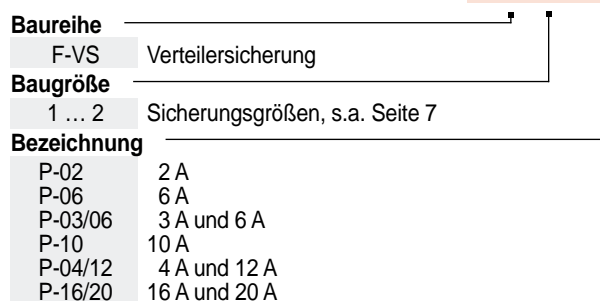 Baureihe
F-VS Verteilersicherung
Baugröße
1 … 2 Sicherungsgrößen, s.a. Seite 7
Bezeichnung
P-02 2 A
P-06 6 A
P-03/06 3 A und 6 A
P-10 10 A
P-04/12 4 A und 12 A
P-16/20 16 A und 20 A